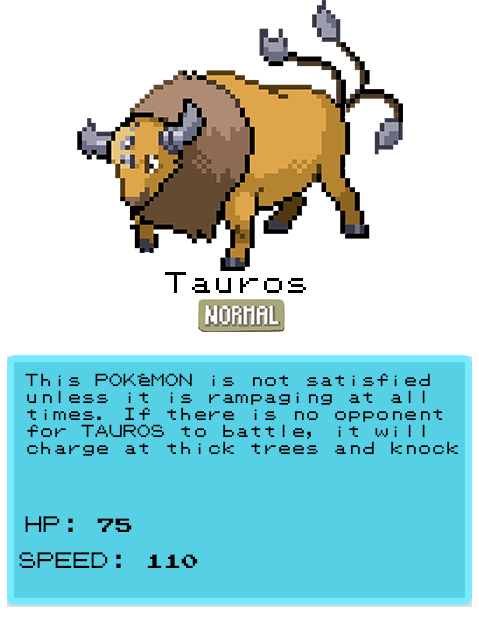 Tauros
NORMAL
This POKéMON is not satisfied
unless it is rampaging at all
times. If there is no opponent
for TAUROS to battle, it will
charge at thick trees and knock
HP: 75
SPEED: 110